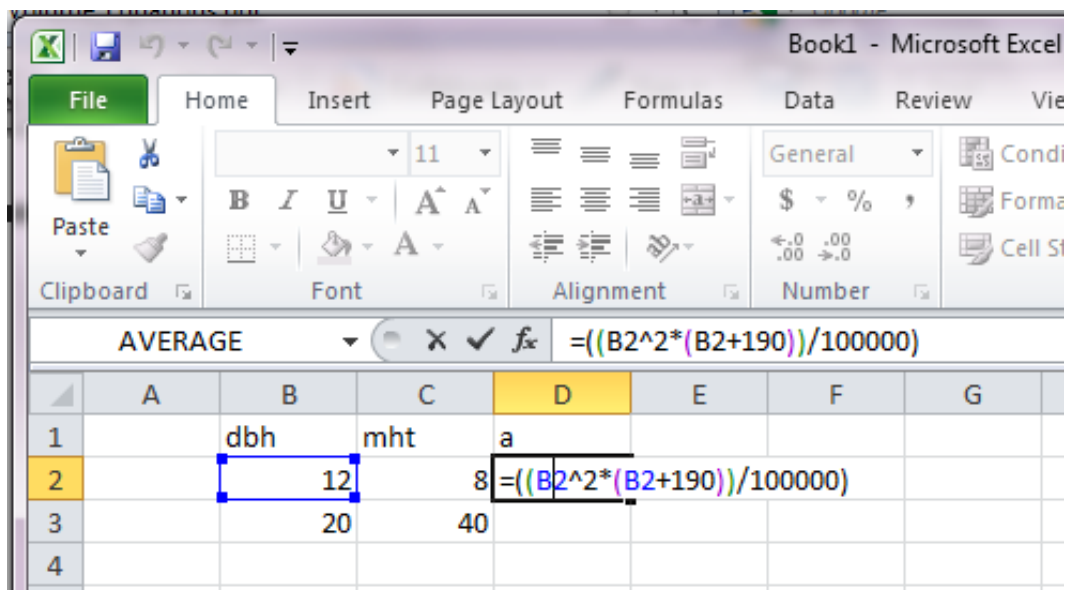 Book1 - Microsoft Excel
File Home Insert Page Layout Formulas Data Review
Paste
11
General
B I U A A
$ % ,
.0 .00
.00 .0
Clipboard Font Alignment Number
AVERAGE fx =((B2^2*(B2+190))/100000)
A B C D E F G
1 dbh mht a
2 12 8 =((B2^2*(B2+190))/100000)
3 20 40
4